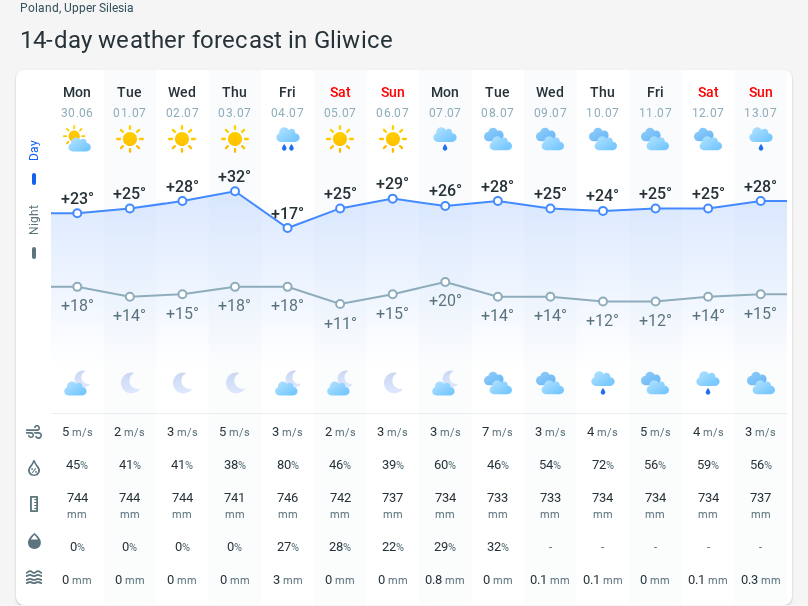 Poland, Upper Silesia
14-day weather forecast in Gliwice
Mon Tue Wed Thu Fri Sat Sun Mon Tue Wed Thu Fri Sat Sun
30.06 01.07 02.07 03.07 04.07 05.07 06.07 07.07 08.07 09.07 10.07 11.07 12.07 13.07
Day
+23° +25° +28° +32° +17° +25° +29° +26° +28° +25° +24° +25° +25° +28°
Night
+18° +14° +15° +18° +18° +11° +15° +20° +14° +14° +12° +12° +14° +15°
5 m/s 2 m/s 3 m/s 5 m/s 3 m/s 2 m/s 3 m/s 3 m/s 7 m/s 3 m/s 4 m/s 5 m/s 4 m/s 3 m/s
45% 41% 41% 38% 80% 46% 39% 60% 46% 54% 72% 56% 59% 56%
744 744 744 741 746 742 737 734 733 733 734 734 734 737
mm mm mm mm mm mm mm mm mm mm mm mm mm mm
0% 0% 0% 0% 27% 28% 22% 29% 32% - - - - -
0 mm 0 mm 0 mm 0 mm 3 mm 0 mm 0 mm 0.8 mm 0 mm 0.1 mm 0.1 mm 0 mm 0.1 mm 0.3 mm